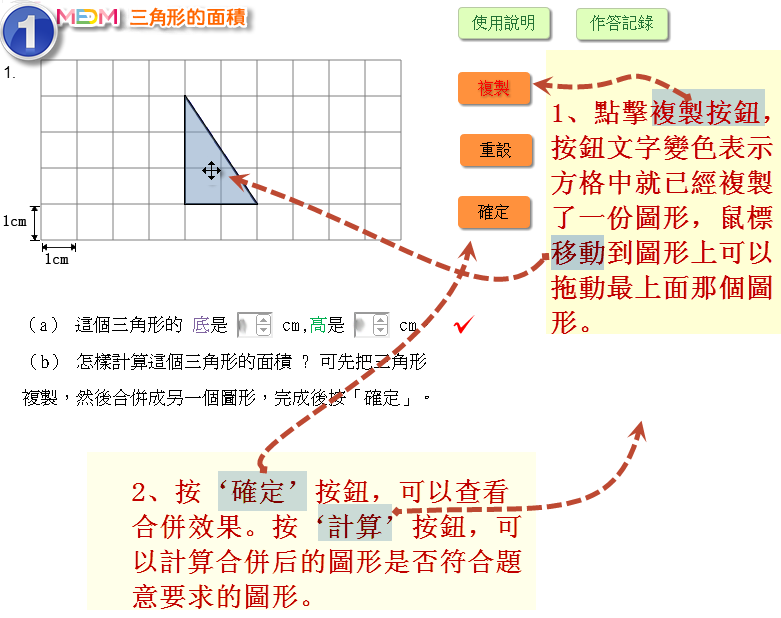 1 MEDM 三角形的面積
使用說明
作答記錄
1.
複製
重設
確定
1cm
1cm
1、點擊複製按鈕，
按鈕文字變色表示
方格中就已經複製
了一份圖形，鼠標
移動到圖形上可以
拖動最上面那個圖
形。
（a） 這個三角形的 底是 cm,高是 cm
（b） 怎樣計算這個三角形的面積 ? 可先把三角形
複製，然後合併成另一個圖形，完成後按「確定」。
2、按‘確定’按鈕，可以查看
合併效果。按‘計算’按鈕，可
以計算合併后的圖形是否符合題
意要求的圖形。